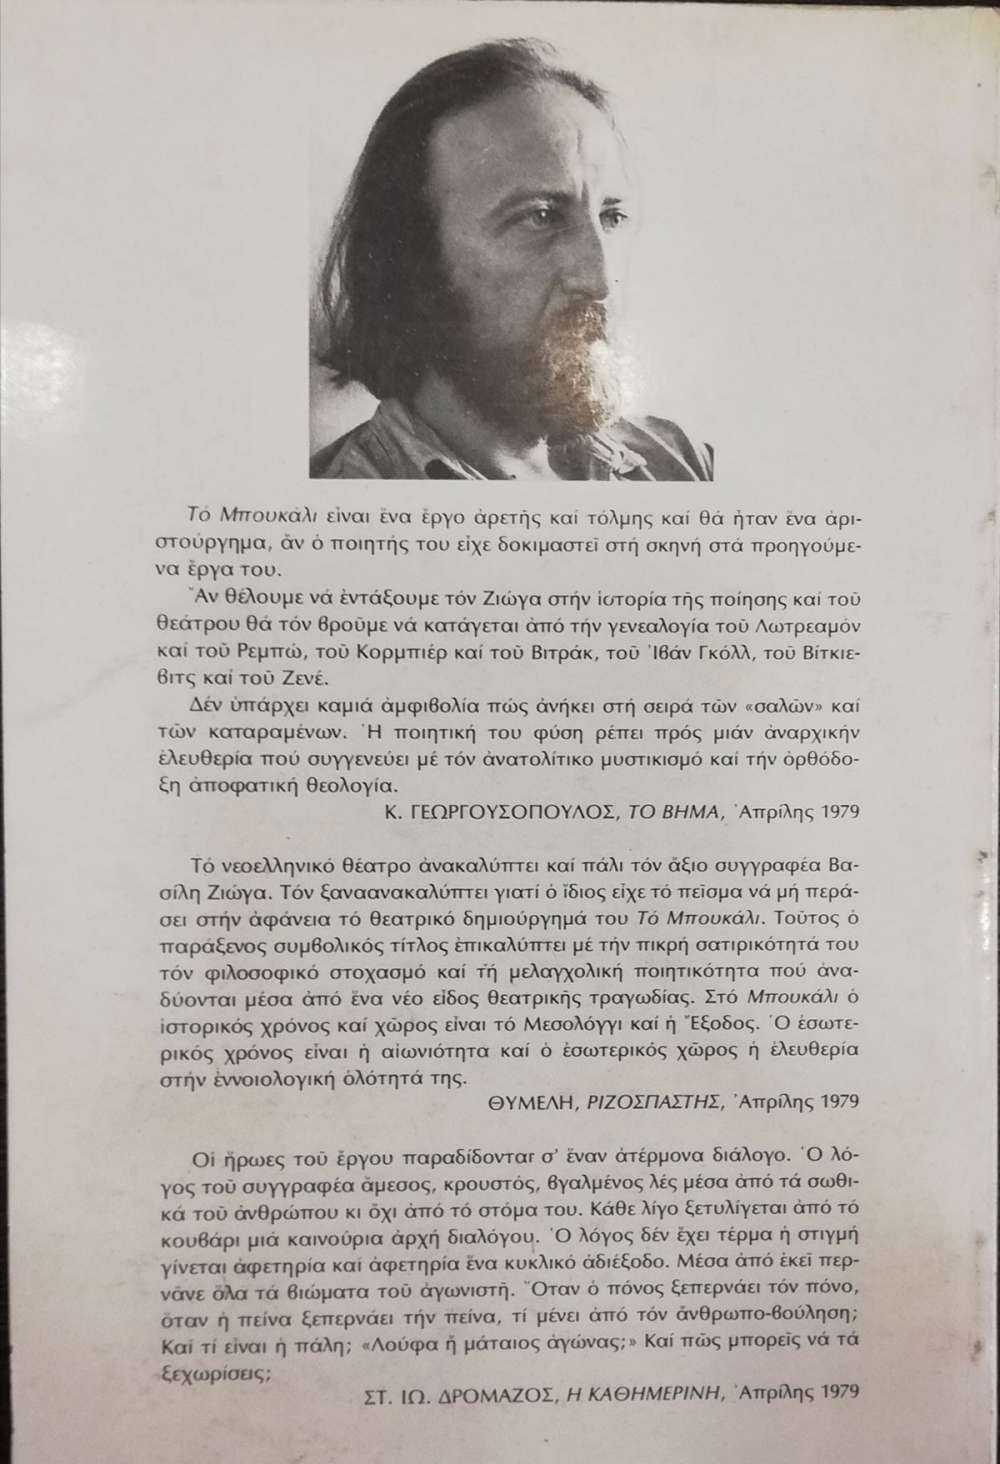 Τό Μπουκάλι εἶναι ἕνα ἔργο ἀρετῆς καί τόλμης καί θά ἦταν ἕνα ἀρι-
στούργημα, ἄν ὁ ποιητής του εἶχε δοκιμαστεῖ στή σκηνή στά προηγούμε-
να ἔργα του.
Ἄν θέλουμε νά ἐντάξουμε τόν Ζιώγα στήν ἱστορία τῆς ποίησης καί τοῦ
θεάτρου θά τόν βροῦμε νά κατάγεται ἀπό τήν γενεαλογία τοῦ Λωτρεαμόν
καί τοῦ Ρεμπώ, τοῦ Κορμπιέρ καί τοῦ Βιτράκ, τοῦ Ἰβάν Γκόλλ, τοῦ Βίτκιε-
βιτς καί τοῦ Ζενέ.
Δέν ὑπάρχει καμιά ἀμφιβολία πώς ἀνήκει στή σειρά τῶν «σαλῶν» καί
τῶν καταραμένων. Ἡ ποιητική του φύση ρέπει πρός μιάν ἀναρχικήν
ἐλευθερία πού συγγενεύει μέ τόν ἀνατολίτικο μυστικισμό καί τήν ὀρθόδο-
ξη ἀποφατική θεολογία.
Κ. ΓΕΩΡΓΟΥΣΟΠΟΥΛΟΣ, ΤΟ ΒΗΜΑ, Ἀπρίλης 1979
Τό νεοελληνικό θέατρο ἀνακαλύπτει καί πάλι τόν ἄξιο συγγραφέα Βα-
σίλη Ζιώγα. Τόν ξαναανακαλύπτει γιατί ὁ ἴδιος εἶχε τό πεῖσμα νά μή περά-
σει στήν ἀφάνεια τό θεατρικό δημιούργημά του Τό Μπουκάλι. Τοῦτος ὁ
παράξενος συμβολικός τίτλος ἐπικαλύπτει μέ τήν πικρή σατιρικότητά του
τόν φιλοσοφικό στοχασμό καί τή μελαγχολική ποιητικότητα πού ἀνα-
δύονται μέσα ἀπό ἕνα νέο εἶδος θεατρικῆς τραγωδίας. Στό Μπουκάλι ὁ
ἱστορικός χρόνος καί χῶρος εἶναι τό Μεσολόγγι καί ἡ Ἔξοδος. Ὁ ἐσωτε-
ρικός χρόνος εἶναι ἡ αἰωνιότητα καί ὁ ἐσωτερικός χῶρος ἡ ἐλευθερία
στήν ἐννοιολογική ὁλότητά της.
ΘΥΜΕΛΗ, ΡΙΖΟΣΠΑΣΤΗΣ, Ἀπρίλης 1979
Οἱ ἥρωες τοῦ ἔργου παραδίδονται σ’ ἕναν ἀτέρμονα διάλογο. Ὁ λό-
γος τοῦ συγγραφέα ἄμεσος, κρουστός, βγαλμένος λές μέσα ἀπό τά σωθι-
κά τοῦ ἀνθρώπου κι ὄχι ἀπό τό στόμα του. Κάθε λίγο ξετυλίγεται ἀπό τό
κουβάρι μιά καινούρια ἀρχή διαλόγου. Ὁ λόγος δέν ἔχει τέρμα ἡ στιγμή
γίνεται ἀφετηρία καί ἀφετηρία ἕνα κυκλικό ἀδιέξοδο. Μέσα ἀπό ἐκεῖ περ-
νᾶνε ὅλα τά βιώματα τοῦ ἀγωνιστῆ. Ὅταν ὁ πόνος ξεπερνάει τόν πόνο,
ὅταν ἡ πείνα ξεπερνάει τήν πείνα, τί μένει ἀπό τόν ἄνθρωπο-βούληση;
Καί τί εἶναι ἡ πάλη; «Λούφα ἤ μάταιος ἀγώνας;» Καί πῶς μπορεῖς νά τά
ξεχωρίσεις;
ΣΤ. ΙΩ. ΔΡΟΜΑΖΟΣ, Η ΚΑΘΗΜΕΡΙΝΗ, Ἀπρίλης 1979